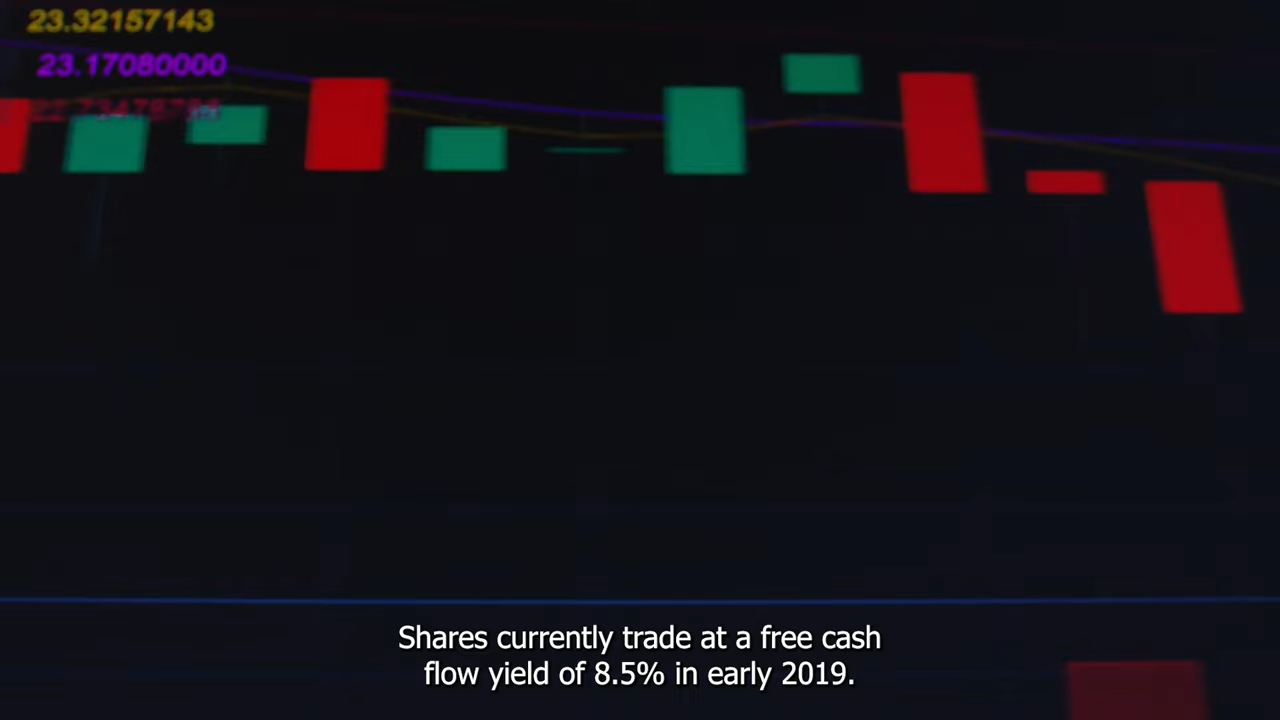 23.32157143
23.17080000
Shares currently trade at a free cash
flow yield of 8.5% in early 2019.